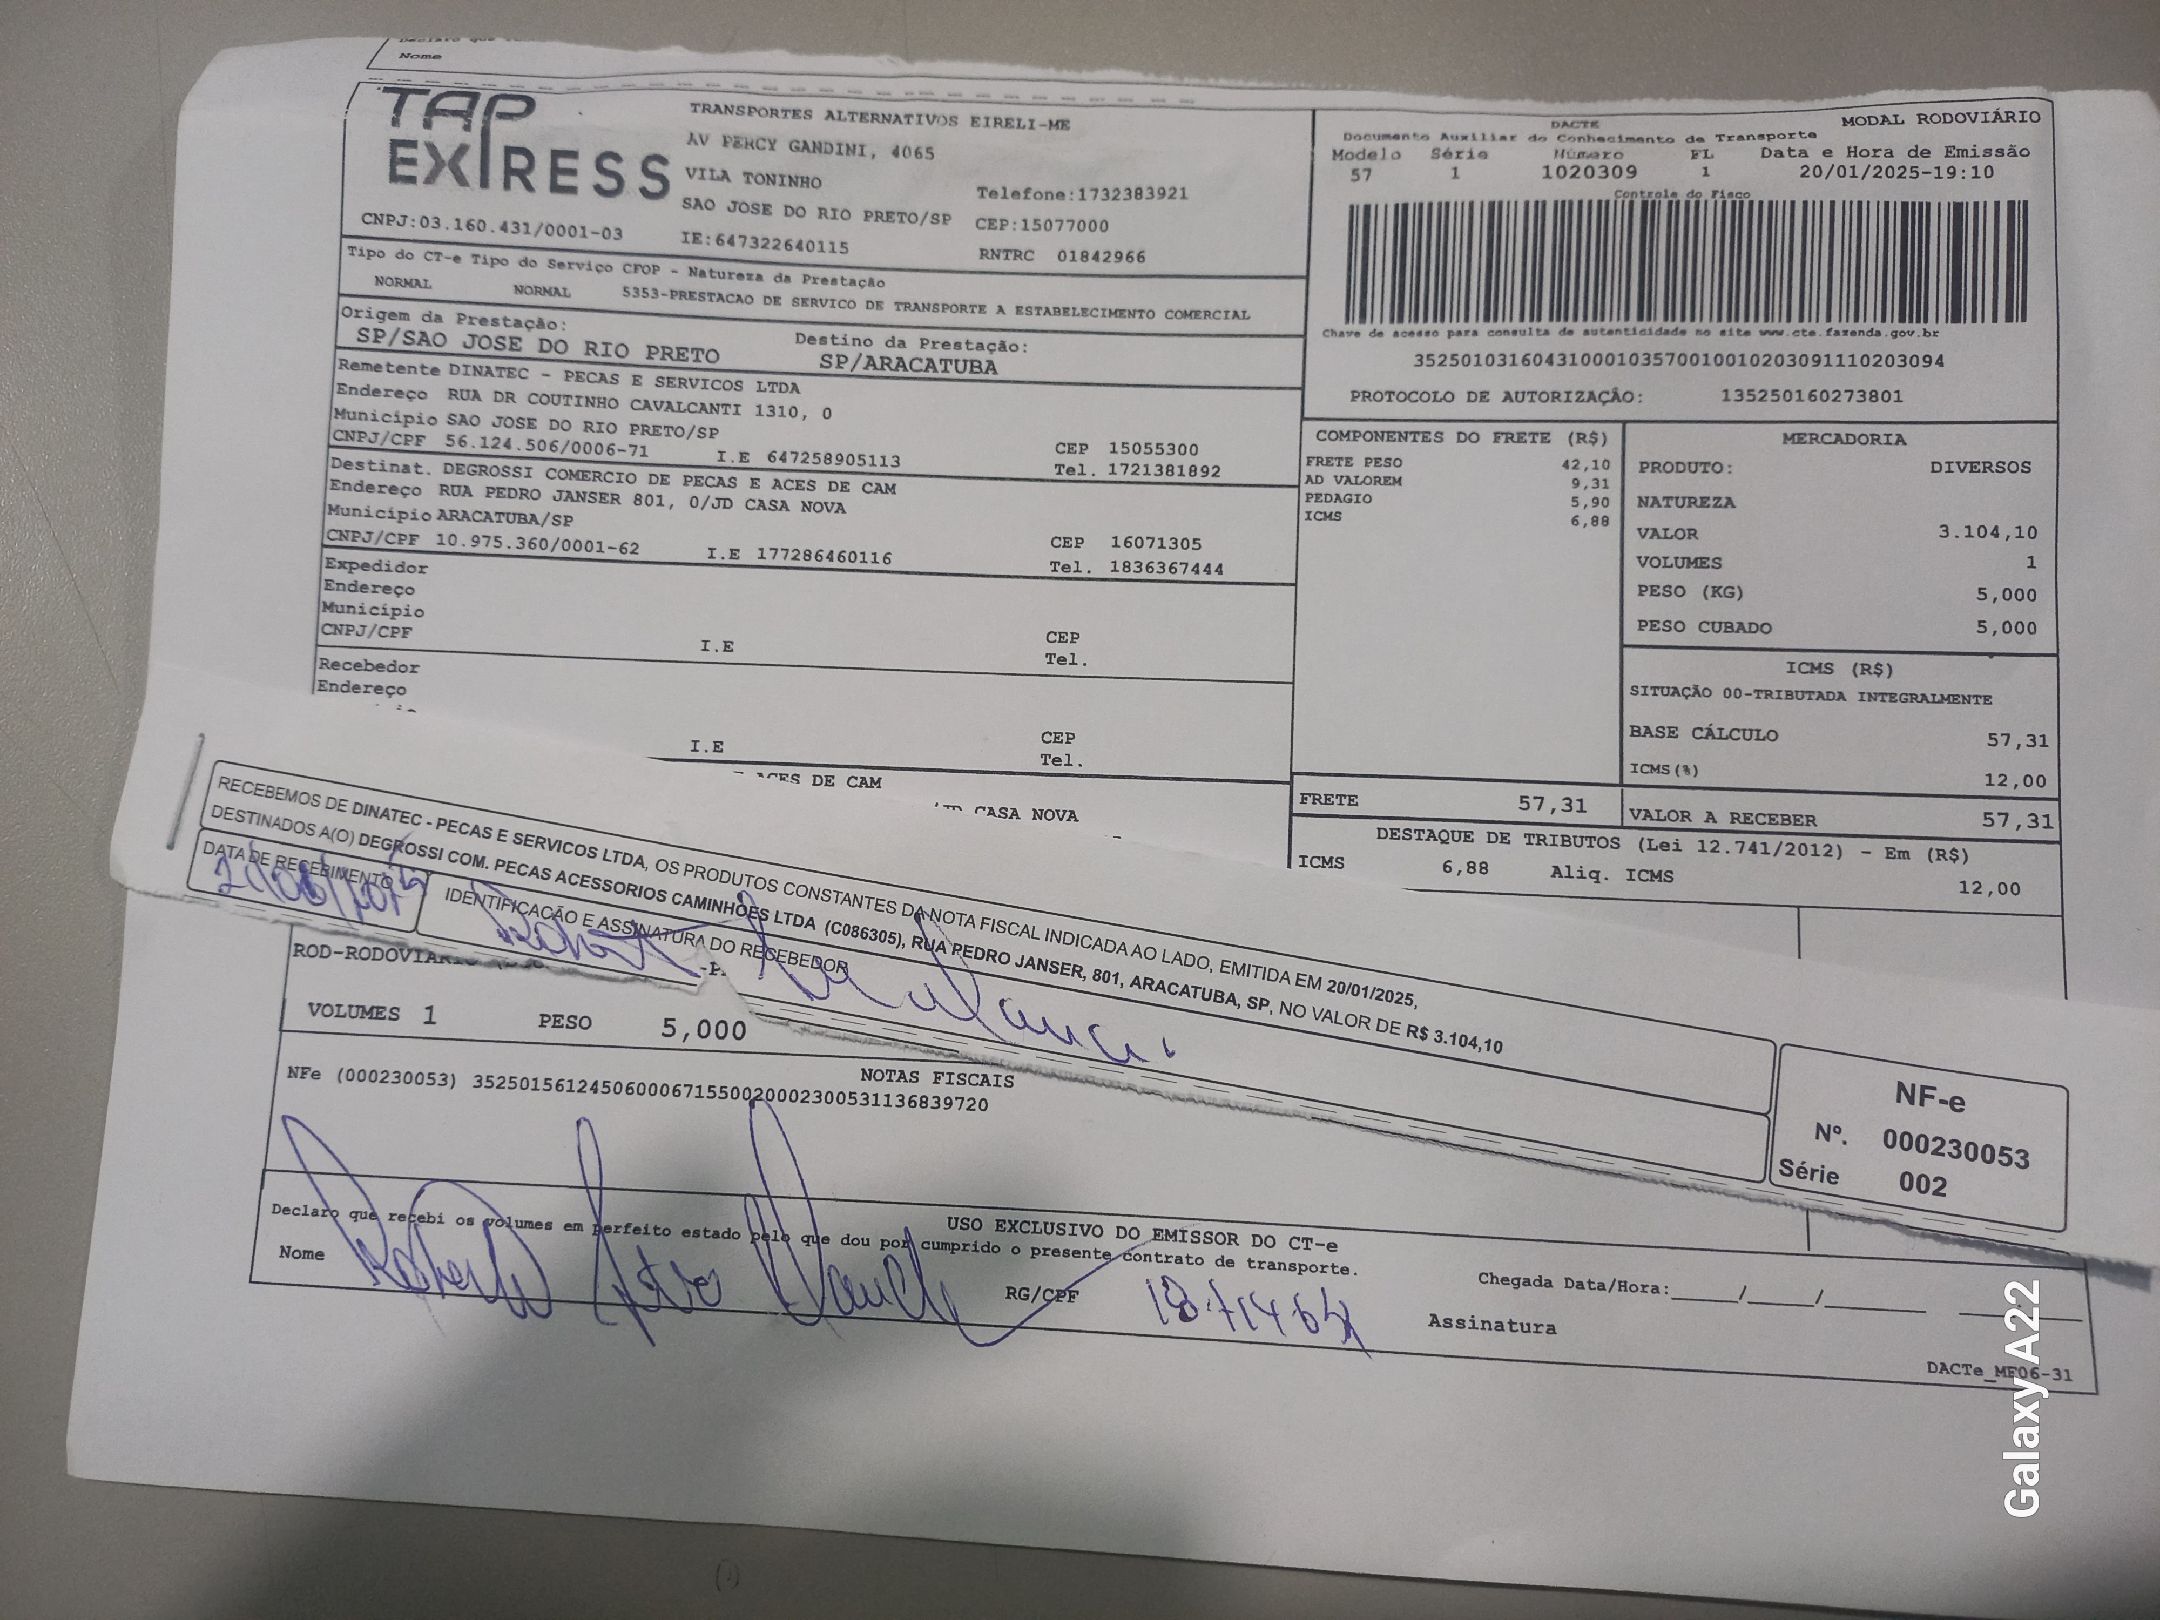 Nome
TAP EXPRESS
TRANSPORTES ALTERNATIVOS EIRELI-ME
AV PERCY GANDINI, 4065
VILA TONINHO
Telefone:1732383921
SAO JOSE DO RIO PRETO/SP CEP:15077000
CNPJ:03.160.431/0001-03 IE:647322640115 RNTRC 01842966
MODAL RODOVIÁRIO
DACTE
Documento Auxiliar do Conhecimento de Transporte
Modelo Série Número FL Data e Hora de Emissão
57 1 1020309 1 20/01/2025-19:10
Controle do Fisco
Chave de acesso para consulta de autenticidade no site www.cte.fazenda.gov.br
35250103160431000103570010010203091110203094
PROTOCOLO DE AUTORIZAÇÃO: 135250160273801
Tipo do CT-e Tipo do Serviço CFOP - Natureza da Prestação
NORMAL NORMAL 5353-PRESTACAO DE SERVICO DE TRANSPORTE A ESTABELECIMENTO COMERCIAL
Origem da Prestação: Destino da Prestação:
SP/SAO JOSE DO RIO PRETO SP/ARACATUBA
Remetente DINATEC - PECAS E SERVICOS LTDA
Endereço RUA DR COUTINHO CAVALCANTI 1310, 0
Município SAO JOSE DO RIO PRETO/SP CEP 15055300
CNPJ/CPF 56.124.506/0006-71 I.E 647258905113 Tel. 1721381892
Destinat. DEGROSSI COMERCIO DE PECAS E ACES DE CAM
Endereço RUA PEDRO JANSER 801, 0/JD CASA NOVA
Município ARACATUBA/SP CEP 16071305
CNPJ/CPF 10.975.360/0001-62 I.E 177286460116 Tel. 1836367444
Expedidor
Endereço
Município CEP
CNPJ/CPF I.E Tel.
Recebedor
Endereço
CEP
I.E Tel.
ACES DE CAM
CASA NOVA
COMPONENTES DO FRETE (R$)
FRETE PESO 42,10
AD VALOREM 9,31
PEDAGIO 5,90
ICMS 6,88
MERCADORIA
PRODUTO: DIVERSOS
NATUREZA
VALOR 3.104,10
VOLUMES 1
PESO (KG) 5,000
PESO CUBADO 5,000
ICMS (R$)
SITUAÇÃO 00-TRIBUTADA INTEGRALMENTE
BASE CÁLCULO 57,31
ICMS(%) 12,00
FRETE 57,31 VALOR A RECEBER 57,31
DESTAQUE DE TRIBUTOS (Lei 12.741/2012) - Em (R$)
ICMS 6,88 Aliq. ICMS 12,00
RECEBEMOS DE DINATEC - PECAS E SERVICOS LTDA, OS PRODUTOS CONSTANTES DA NOTA FISCAL INDICADA AO LADO, EMITIDA EM 20/01/2025,
DESTINADOS A(O) DEGROSSI COM. PECAS ACESSORIOS CAMINHÕES LTDA (C086305), RUA PEDRO JANSER, 801, ARACATUBA, SP, NO VALOR DE R$ 3.104,10
DATA DE RECEBIMENTO IDENTIFICAÇÃO E ASSINATURA DO RECEBEDOR
NF-e
Nº. 000230053
Série 002
ROD-RODOVIARIO
VOLUMES 1 PESO 5,000
NOTAS FISCAIS
NFe (000230053) 35250156124506000671550020002300531136839720
USO EXCLUSIVO DO EMISSOR DO CT-e
Declaro que recebi os volumes em perfeito estado pelo que dou por cumprido o presente contrato de transporte.
Nome RG/CPF Chegada Data/Hora:_____/_____/_______
Assinatura
DACTe_ME06-31
Galaxy A22